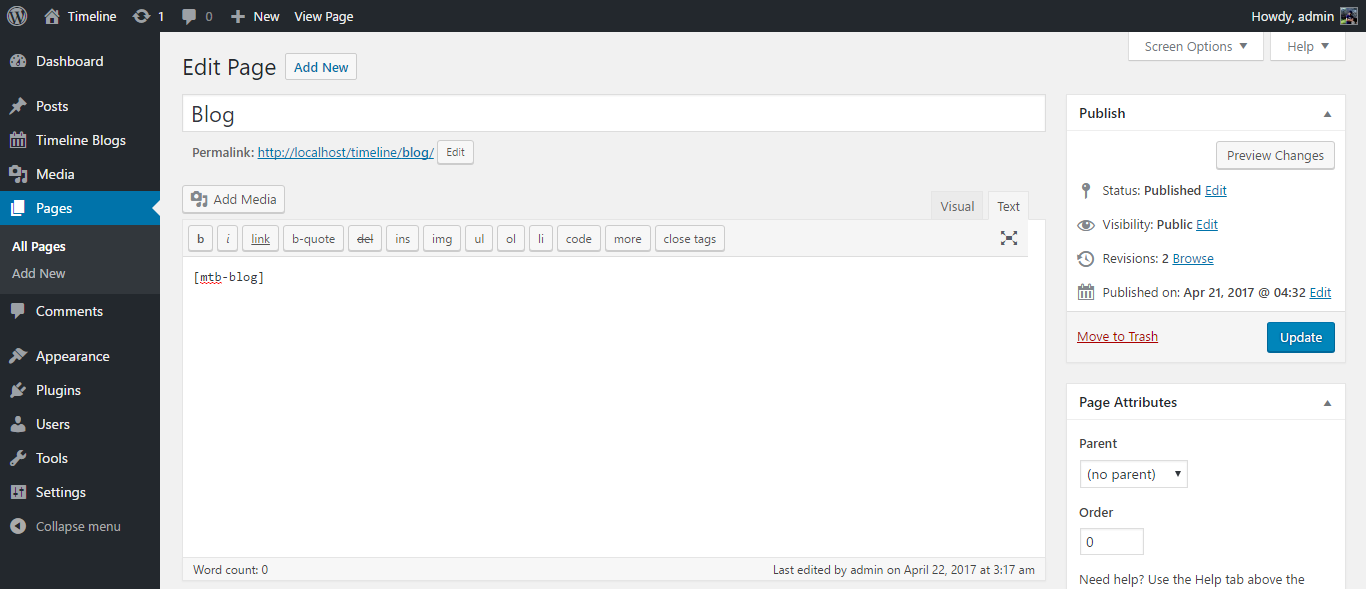 Timeline 1 0 New View Page Howdy, admin
Dashboard
Posts
Timeline Blogs
Media
Pages
All Pages
Add New
Comments
Appearance
Plugins
Users
Tools
Settings
Collapse menu
Screen Options Help
Edit Page Add New
Blog
Permalink: http://localhost/timeline/blog/ Edit
Add Media
Visual Text
b i link b-quote del ins img ul ol li code more close tags
[mtb-blog]
Word count: 0 Last edited by admin on April 22, 2017 at 3:17 am
Publish
Preview Changes
Status: Published Edit
Visibility: Public Edit
Revisions: 2 Browse
Published on: Apr 21, 2017 @ 04:32 Edit
Move to Trash Update
Page Attributes
Parent
(no parent)
Order
0
Need help? Use the Help tab above the